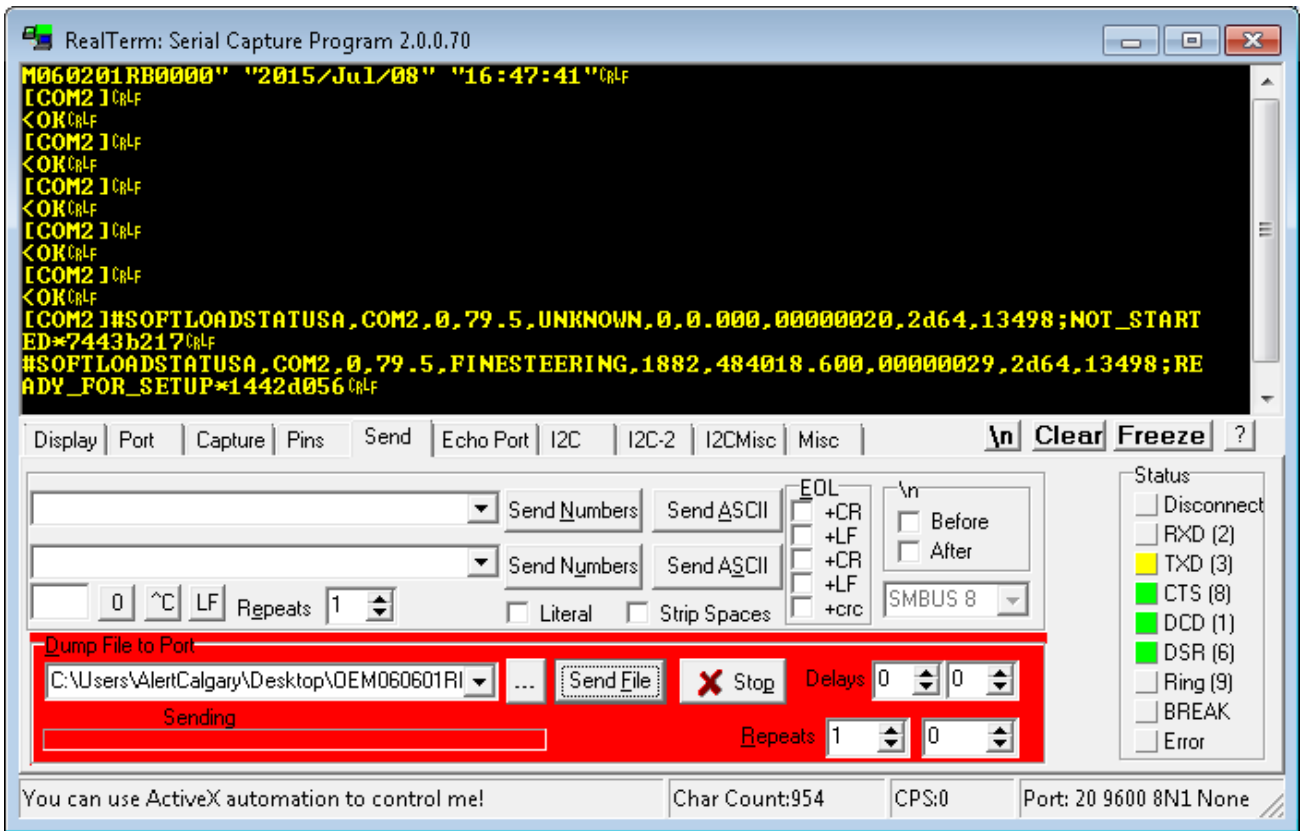 RealTerm: Serial Capture Program 2.0.0.70
M060201RB0000" "2015/Jul/08" "16:47:41"CRLF
[COM2]CRLF
<OKCRLF
[COM2]CRLF
<OKCRLF
[COM2]CRLF
<OKCRLF
[COM2]CRLF
<OKCRLF
[COM2]CRLF
<OKCRLF
[COM2]#SOFTLOADSTATUSA,COM2,0,79.5,UNKNOWN,0,0.000,00000020,2d64,13498;NOT_START
ED*7443b217CRLF
#SOFTLOADSTATUSA,COM2,0,79.5,FINESTEERING,1882,484018.600,00000029,2d64,13498;RE
ADY_FOR_SETUP*1442d056CRLF
Display Port Capture Pins Send Echo Port I2C I2C-2 I2CMisc Misc \n Clear Freeze ?
Send Numbers Send ASCII
EOL
+CR
+LF
+CR
+LF
+crc
\n
Before
After
Send Numbers Send ASCII
SMBUS 8
0 ^C LF Repeats 1 Literal Strip Spaces
Dump File to Port
C:\Users\AlertCalgary\Desktop\OEM060601RI ... Send File Stop Delays 0 0
Sending
Repeats 1 0
Status
Disconnect
RXD (2)
TXD (3)
CTS (8)
DCD (1)
DSR (6)
Ring (9)
BREAK
Error
You can use ActiveX automation to control me! Char Count:954 CPS:0 Port: 20 9600 8N1 None